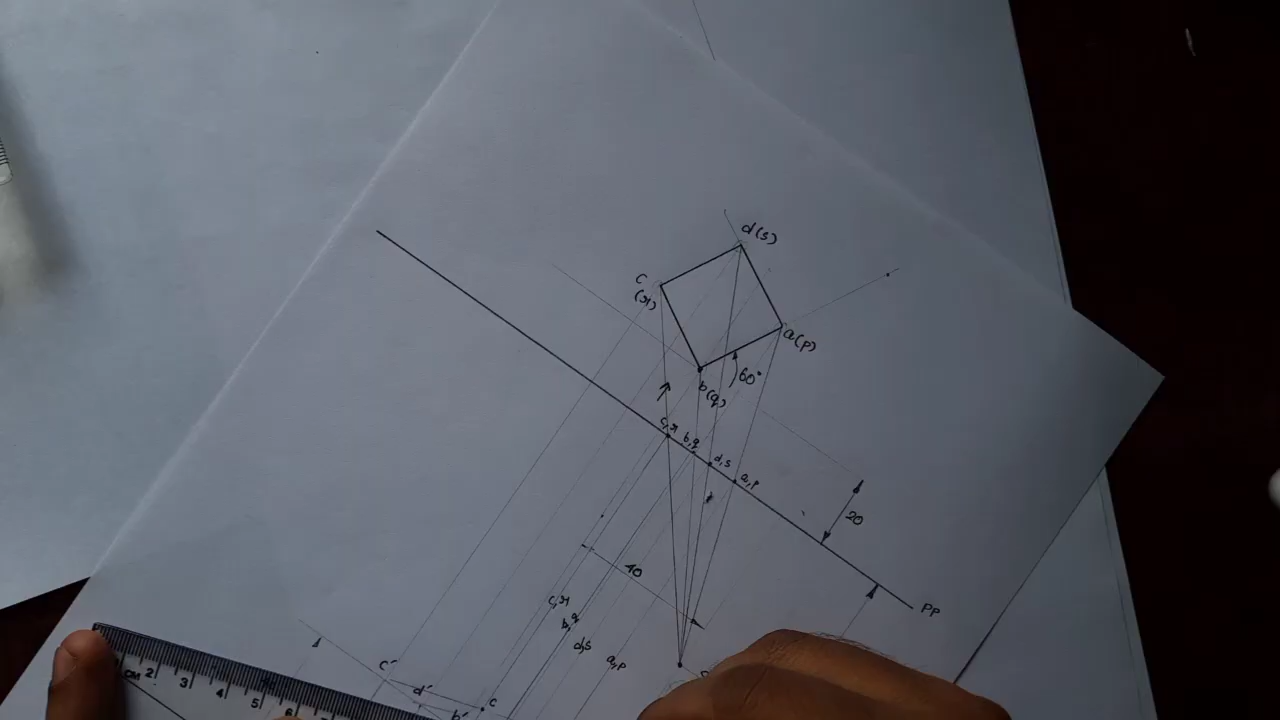 d(s)
c
(r)
a(p)
60°
b(q)
c,r
b,q
d,s
a,p
20
40
PP
c,r
b,q
d,s
a,p
c'
d'
b'
c
CM
2
3
4
5
6